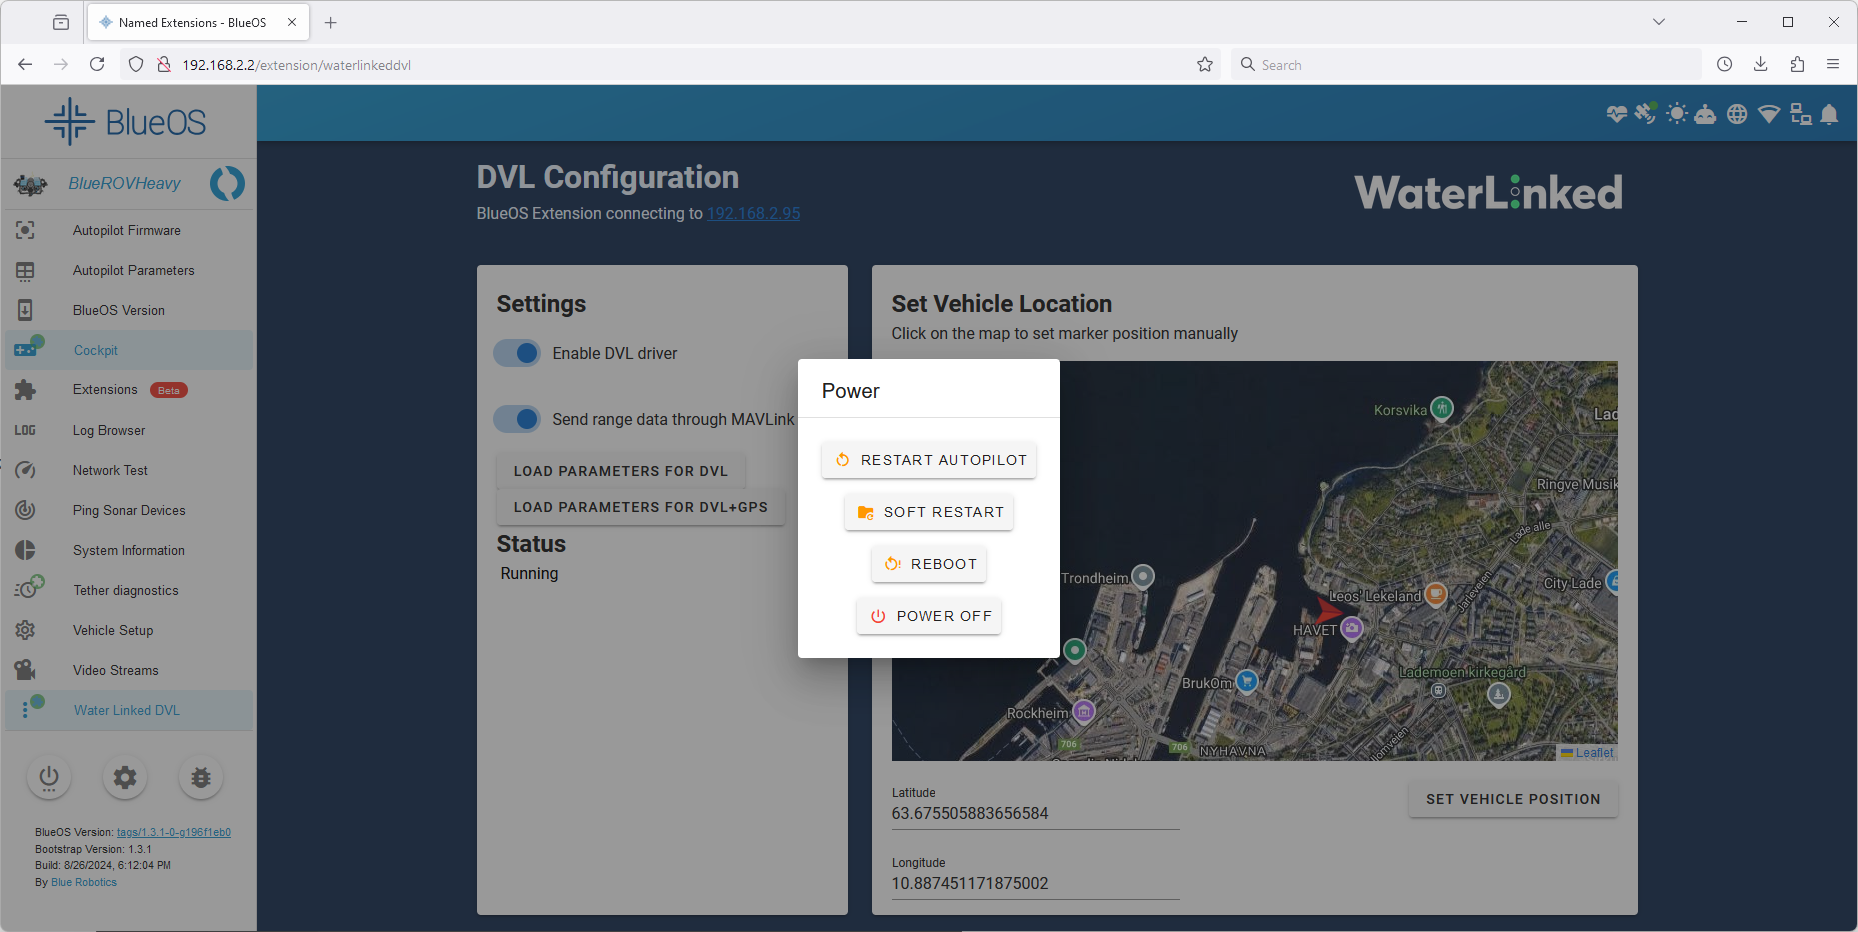 Named Extensions - BlueOS
192.168.2.2/extension/waterlinkeddvl
Search
BlueOS
BlueROVHeavy
Autopilot Firmware
Autopilot Parameters
BlueOS Version
Cockpit
Extensions Beta
LOG Log Browser
Network Test
Ping Sonar Devices
System Information
Tether diagnostics
Vehicle Setup
Video Streams
Water Linked DVL
BlueOS Version: tags/1.3.1-0-g196f1eb0
Bootstrap Version: 1.3.1
Build: 8/26/2024, 6:12:04 PM
By Blue Robotics
DVL Configuration
BlueOS Extension connecting to 192.168.2.95
WaterLinked
Settings
Enable DVL driver
Send range data through MAVLink
LOAD PARAMETERS FOR DVL
LOAD PARAMETERS FOR DVL+GPS
Status
Running
Power
RESTART AUTOPILOT
SOFT RESTART
REBOOT
POWER OFF
Set Vehicle Location
Click on the map to set marker position manually
Korsvika
Lad
Ringve Musik
Lade alle
Trondheim
City Lade
Leos' Lekeland
Jarleveien
HAVET
Lademoen kirkegård
BrukOm
Rockheim
706
706
NYHAVNA
Leaflet
Latitude
63.675505883656584
SET VEHICLE POSITION
Longitude
10.887451171875002